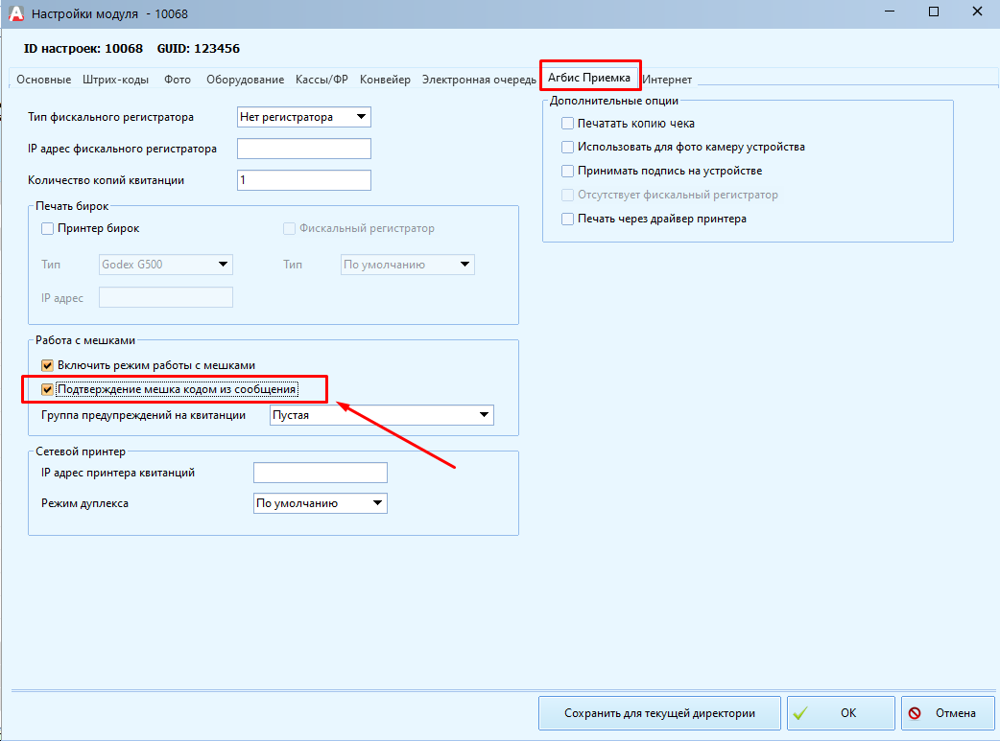 Настройки модуля - 10068
ID настроек: 10068 GUID: 123456
Основные Штрих-коды Фото Оборудование Кассы/ФР Конвейер Электронная очередь Агбис Приемка Интернет
Тип фискального регистратора Нет регистратора
IP адрес фискального регистратора
Количество копий квитанции 1
Печать бирок
Принтер бирок Фискальный регистратор
Тип Godex G500 Тип По умолчанию
IP адрес
Работа с мешками
Включить режим работы с мешками
Подтверждение мешка кодом из сообщения
Группа предупреждений на квитанции Пустая
Сетевой принтер
IP адрес принтера квитанций
Режим дуплекса По умолчанию
Дополнительные опции
Печатать копию чека
Использовать для фото камеру устройства
Принимать подпись на устройстве
Отсутствует фискальный регистратор
Печать через драйвер принтера
Сохранить для текущей директории OK Отмена